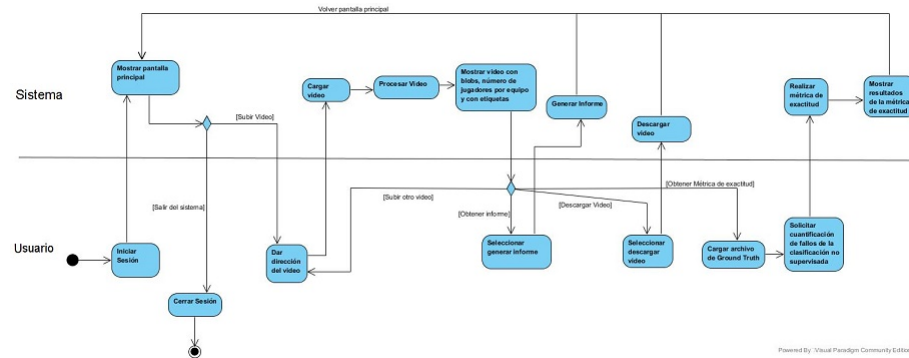 Volver pantalla principal
Mostrar pantalla
principal
Cargar
video
Procesar Video
Mostrar video con
blobs, número de
jugadores por equipo
y con etiquetas
Generar Informe
Realizar
métrica de
exactitud
Mostrar
resultados
de la métrica
de exactitud
Sistema
[Subir Video]
Descargar
video
[Salir del sistema]
[Subir otro video]
[Obtener informe]
[Descargar Video]
[Obtener Métrica de exactitud]
Usuario
Iniciar
Sesión
Dar
dirección
del video
Seleccionar
generar informe
Seleccionar
descargar
video
Cargar archivo
de Ground Truth
Solicitar
cuantificación
de fallos de la
clasificación no
supervisada
Cerrar Sesión
Powered By Visual Paradigm Community Edition